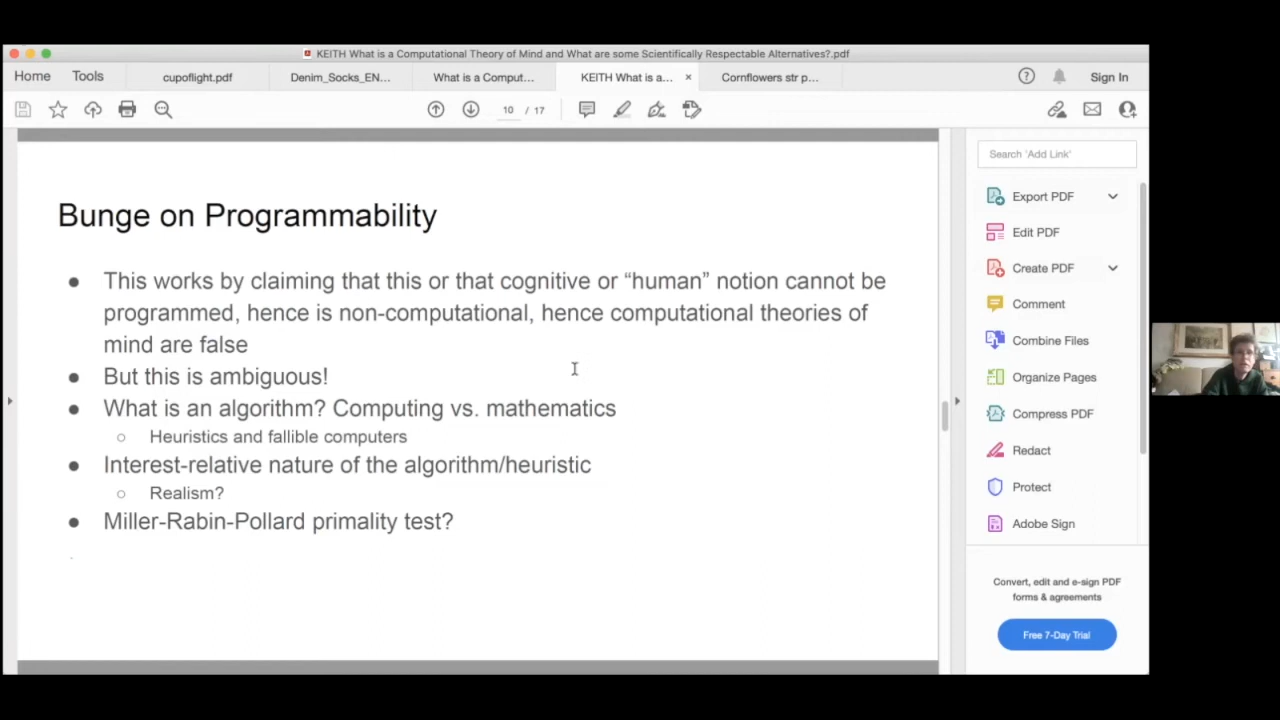 KEITH What is a Computational Theory of Mind and What are some Scientifically Respectable Alternatives?.pdf
Home Tools cupoflight.pdf Denim_Socks_EN... What is a Comput... KEITH What is a... × Cornflowers str p... Sign In
10 / 17
Search 'Add Link'
Bunge on Programmability
• This works by claiming that this or that cognitive or “human” notion cannot be
programmed, hence is non-computational, hence computational theories of
mind are false
• But this is ambiguous!
• What is an algorithm? Computing vs. mathematics
○ Heuristics and fallible computers
• Interest-relative nature of the algorithm/heuristic
○ Realism?
• Miller-Rabin-Pollard primality test?
Export PDF
Edit PDF
Create PDF
Comment
Combine Files
Organize Pages
Compress PDF
Redact
Protect
Adobe Sign
Convert, edit and e-sign PDF
forms & agreements
Free 7-Day Trial